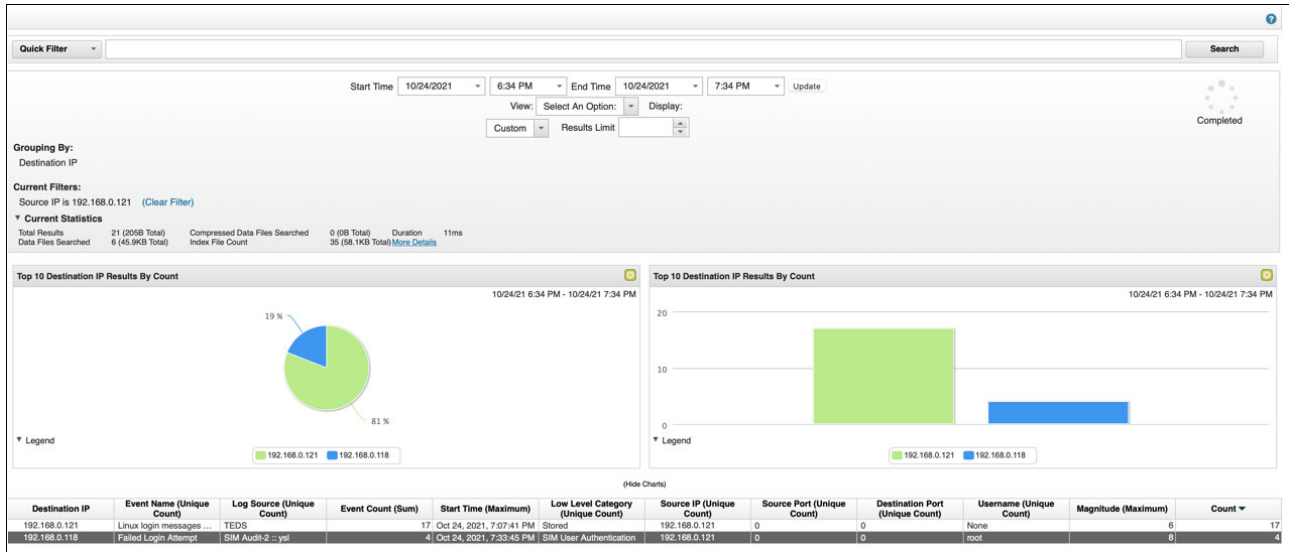 ?
Quick Filter Search
Start Time 10/24/2021 6:34 PM End Time 10/24/2021 7:34 PM Update
View: Select An Option: Display:
Custom Results Limit
Completed
Grouping By:
Destination IP
Current Filters:
Source IP is 192.168.0.121 (Clear Filter)
▼ Current Statistics
Total Results 21 (205B Total) Compressed Data Files Searched 0 (0B Total) Duration 11ms
Data Files Searched 6 (45.9KB Total) Index File Count 35 (58.1KB Total) More Details
Top 10 Destination IP Results By Count
10/24/21 6:34 PM - 10/24/21 7:34 PM
19 %
81 %
▼ Legend
192.168.0.121 192.168.0.118
Top 10 Destination IP Results By Count
10/24/21 6:34 PM - 10/24/21 7:34 PM
20
10
0
▼ Legend
192.168.0.121 192.168.0.118
(Hide Charts)
Destination IP Event Name (Unique Count) Log Source (Unique Count) Event Count (Sum) Start Time (Maximum) Low Level Category (Unique Count) Source IP (Unique Count) Source Port (Unique Count) Destination Port (Unique Count) Username (Unique Count) Magnitude (Maximum) Count ▼
192.168.0.121 Linux login messages ... TEDS 17 Oct 24, 2021, 7:07:41 PM Stored 192.168.0.121 0 0 None 6 17
192.168.0.118 Failed Login Attempt SIM Audit-2 :: ysl 4 Oct 24, 2021, 7:33:45 PM SIM User Authentication 192.168.0.121 0 0 root 8 4